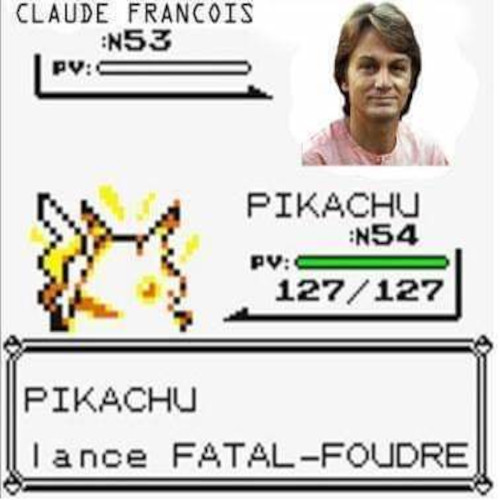 CLAUDE FRANCOIS
:N53
PV:
PIKACHU
:N54
PV:
127/127
PIKACHU
lance FATAL-FOUDRE